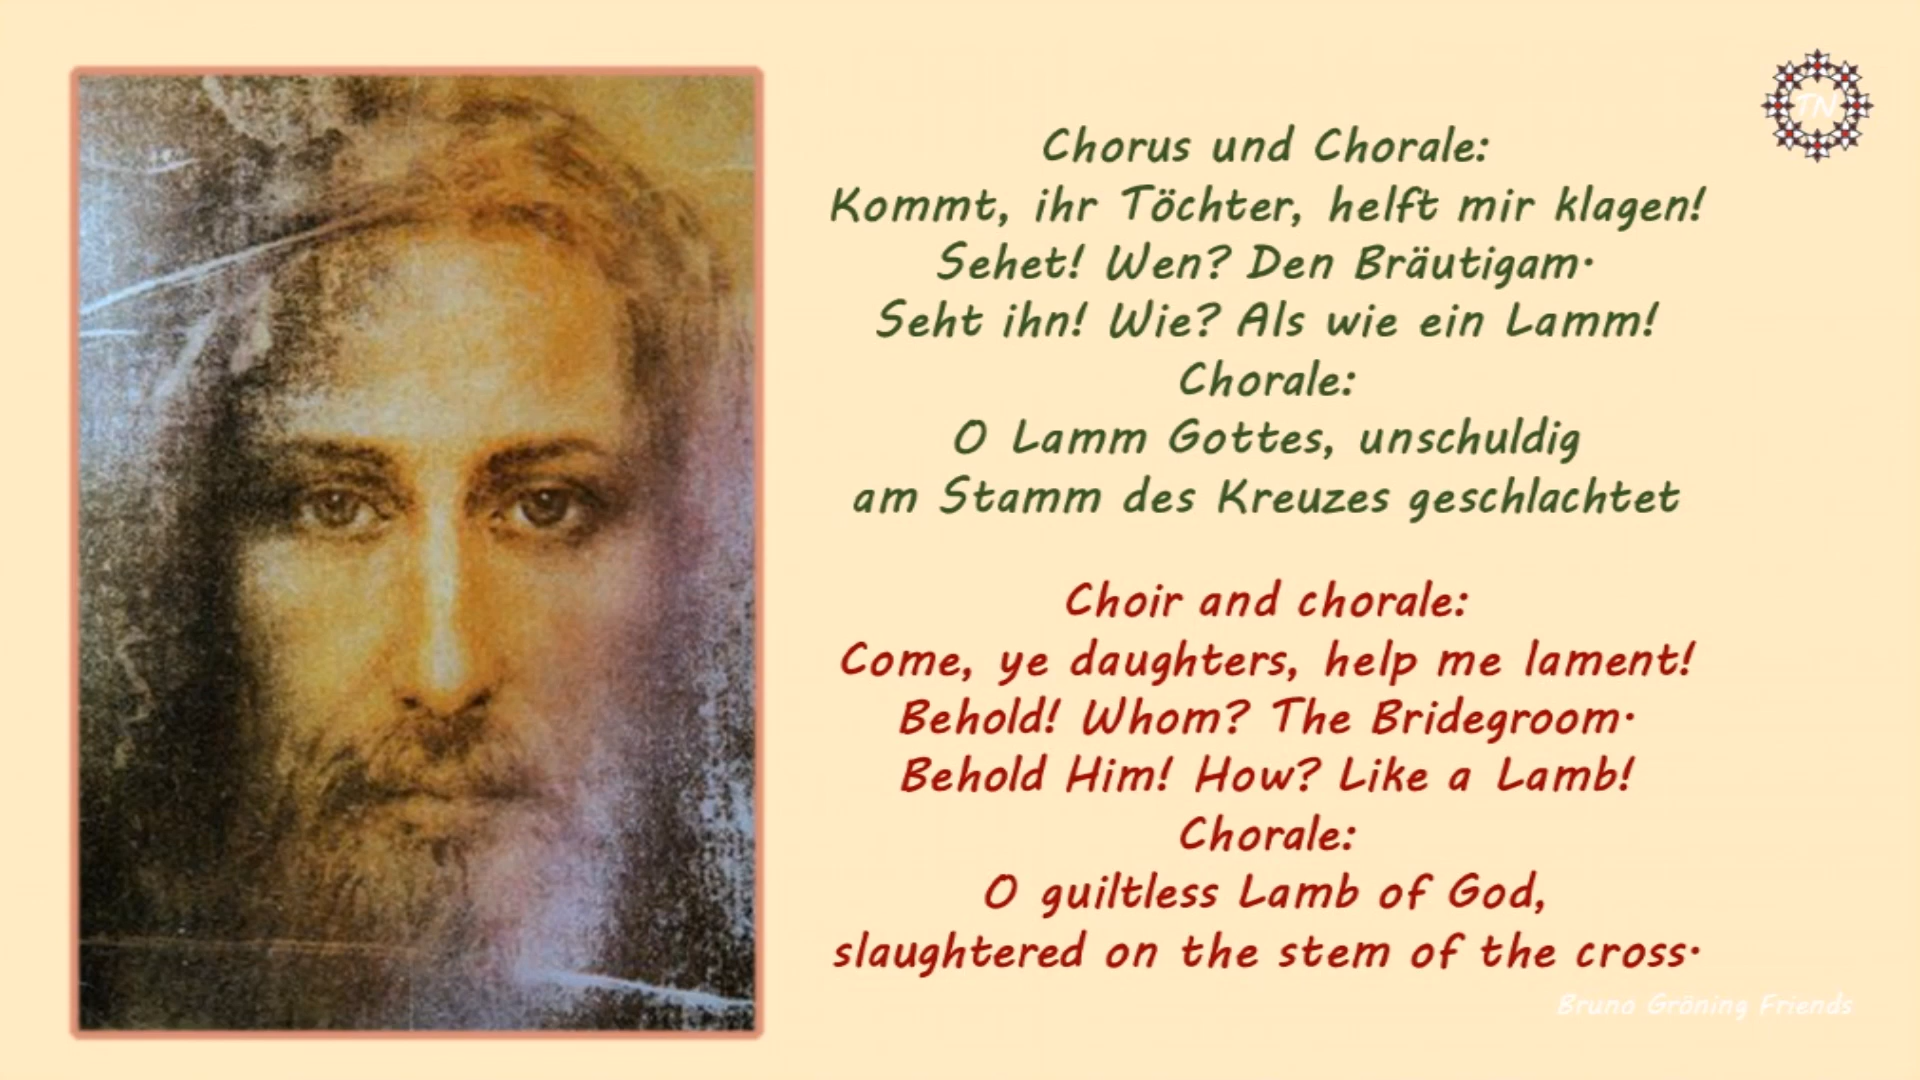 TN
Chorus und Chorale:
Kommt, ihr Töchter, helft mir klagen!
Sehet! Wen? Den Bräutigam·
Seht ihn! Wie? Als wie ein Lamm!
Chorale:
O Lamm Gottes, unschuldig
am Stamm des Kreuzes geschlachtet
Choir and chorale:
Come, ye daughters, help me lament!
Behold! Whom? The Bridegroom·
Behold Him! How? Like a Lamb!
Chorale:
O guiltless Lamb of God,
slaughtered on the stem of the cross·
Bruno Gröning Friends